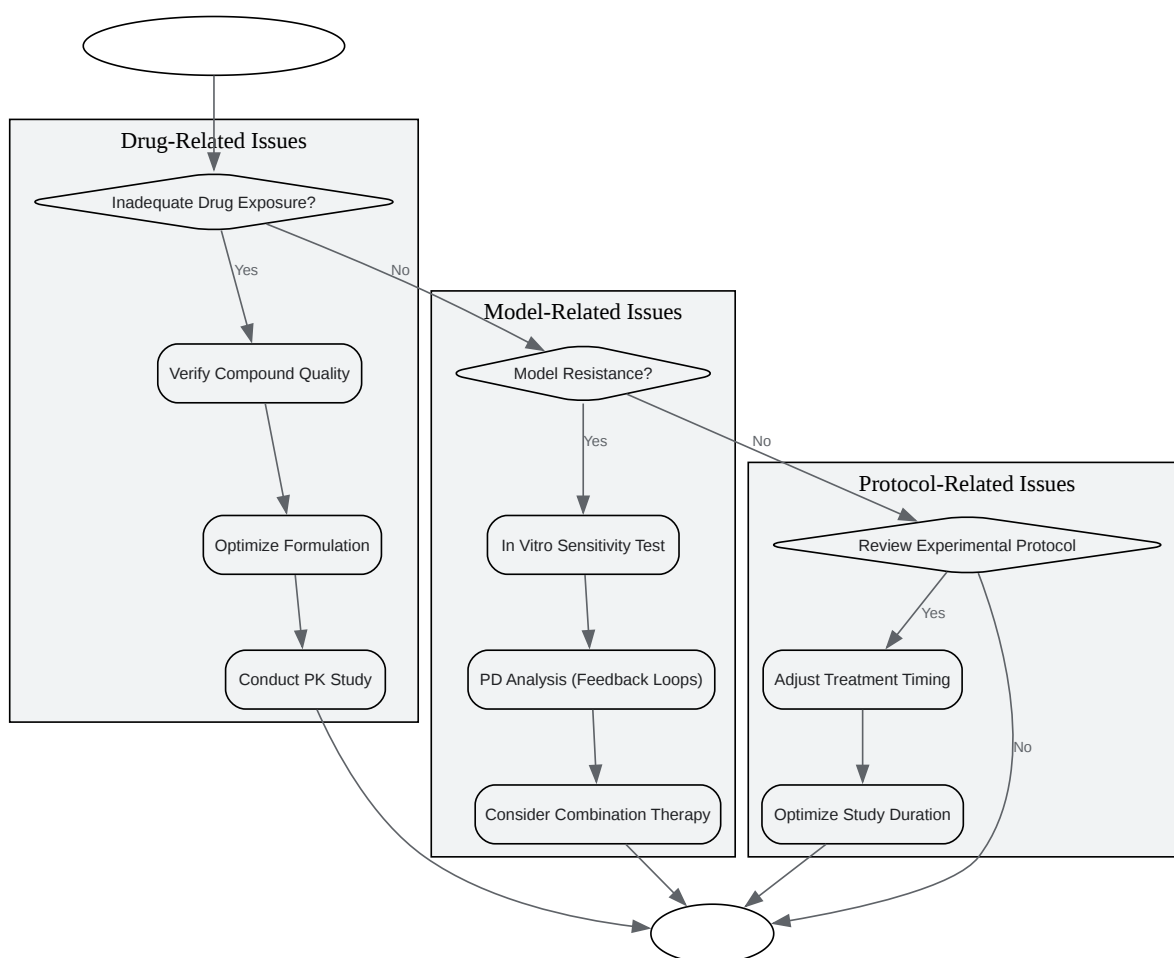 Drug-Related Issues
Inadequate Drug Exposure?
Yes
No
Verify Compound Quality
Optimize Formulation
Conduct PK Study
Model-Related Issues
Model Resistance?
Yes
No
In Vitro Sensitivity Test
PD Analysis (Feedback Loops)
Consider Combination Therapy
Protocol-Related Issues
Review Experimental Protocol
Yes
No
Adjust Treatment Timing
Optimize Study Duration